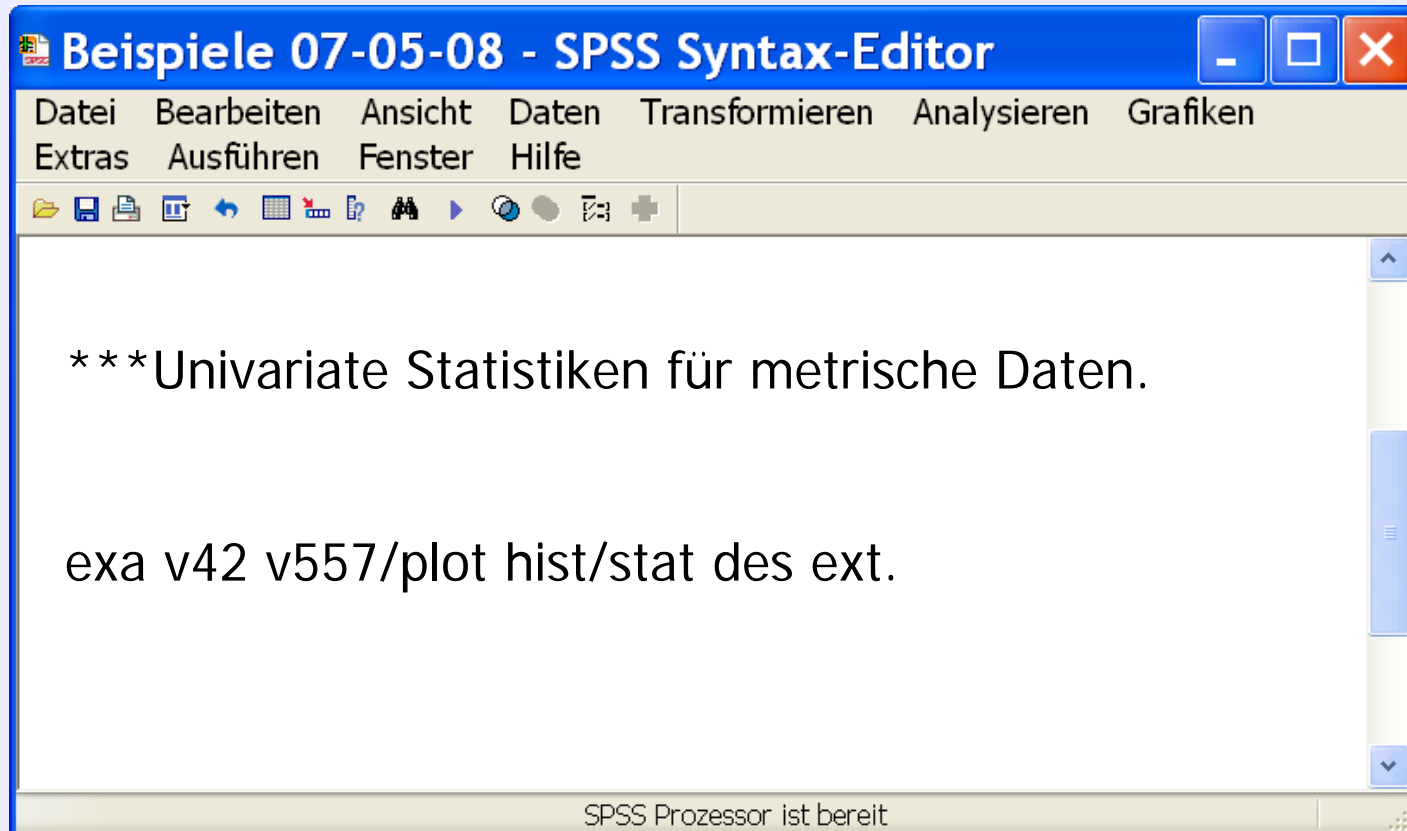 Beispiele 07-05-08 - SPSS Syntax-Editor
Datei Bearbeiten Ansicht Daten Transformieren Analysieren Grafiken
Extras Ausführen Fenster Hilfe
***Univariate Statistiken für metrische Daten.
exa v42 v557/plot hist/stat des ext.
SPSS Prozessor ist bereit